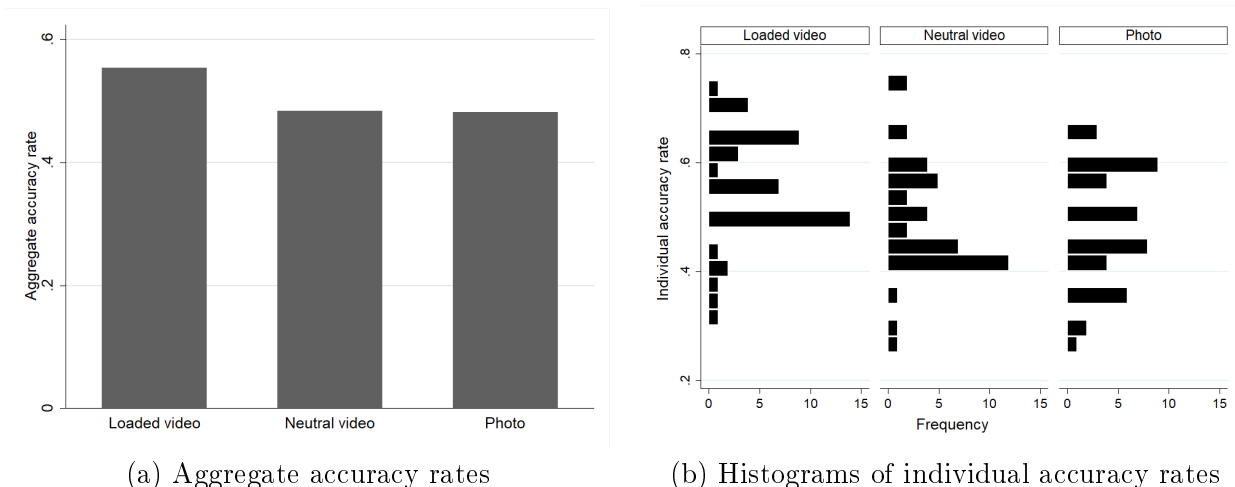 Aggregate accuracy rate
.6
.4
.2
0
Loaded video Neutral video Photo
(a) Aggregate accuracy rates
Loaded video Neutral video Photo
Individual accuracy rate
.8
.6
.4
.2
0 5 10 15 0 5 10 15 0 5 10 15
Frequency
(b) Histograms of individual accuracy rates